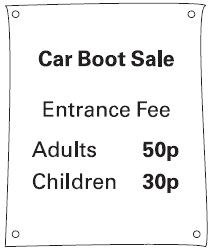 Car Boot Sale
Entrance Fee
Adults 50p
Children 30p